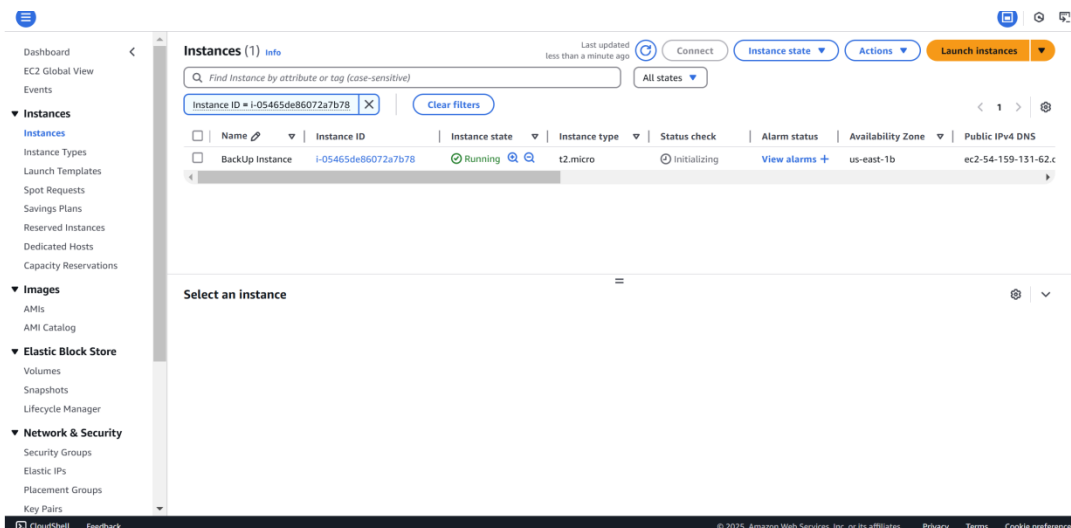 Dashboard
EC2 Global View
Events
Instances
Instances
Instance Types
Launch Templates
Spot Requests
Savings Plans
Reserved Instances
Dedicated Hosts
Capacity Reservations
Images
AMIs
AMI Catalog
Elastic Block Store
Volumes
Snapshots
Lifecycle Manager
Network & Security
Security Groups
Elastic IPs
Placement Groups
Key Pairs
Instances (1) Info
Last updated
less than a minute ago
Connect
Instance state
Actions
Launch instances
Find Instance by attribute or tag (case-sensitive)
All states
Instance ID = i-05465de86072a7b78
Clear filters
1
Name Instance ID Instance state Instance type Status check Alarm status Availability Zone Public IPv4 DNS
BackUp Instance i-05465de86072a7b78 Running t2.micro Initializing View alarms + us-east-1b ec2-54-159-131-62.c
Select an instance
CloudShell Feedback © 2025, Amazon Web Services, Inc. or its affiliates. Privacy Terms Cookie preference